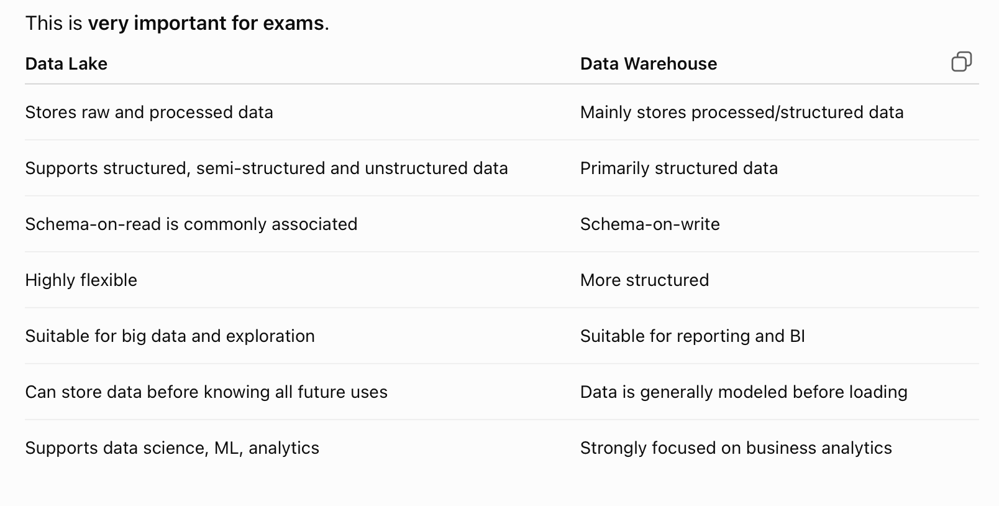 This is very important for exams.
Data Lake Data Warehouse
Stores raw and processed data Mainly stores processed/structured data
Supports structured, semi-structured and unstructured data Primarily structured data
Schema-on-read is commonly associated Schema-on-write
Highly flexible More structured
Suitable for big data and exploration Suitable for reporting and BI
Can store data before knowing all future uses Data is generally modeled before loading
Supports data science, ML, analytics Strongly focused on business analytics